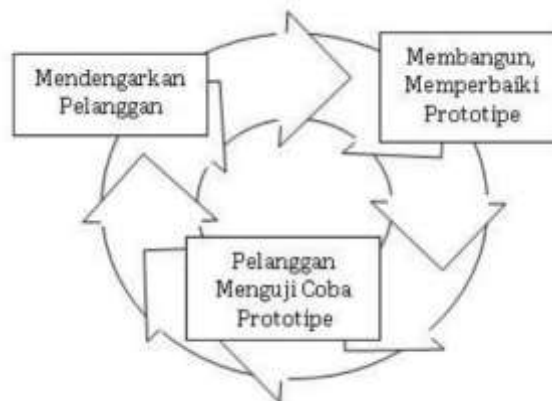 Mendengarkan
Pelanggan
Membangun,
Memperbaiki
Prototipe
Pelanggan
Menguji Coba
Prototipe